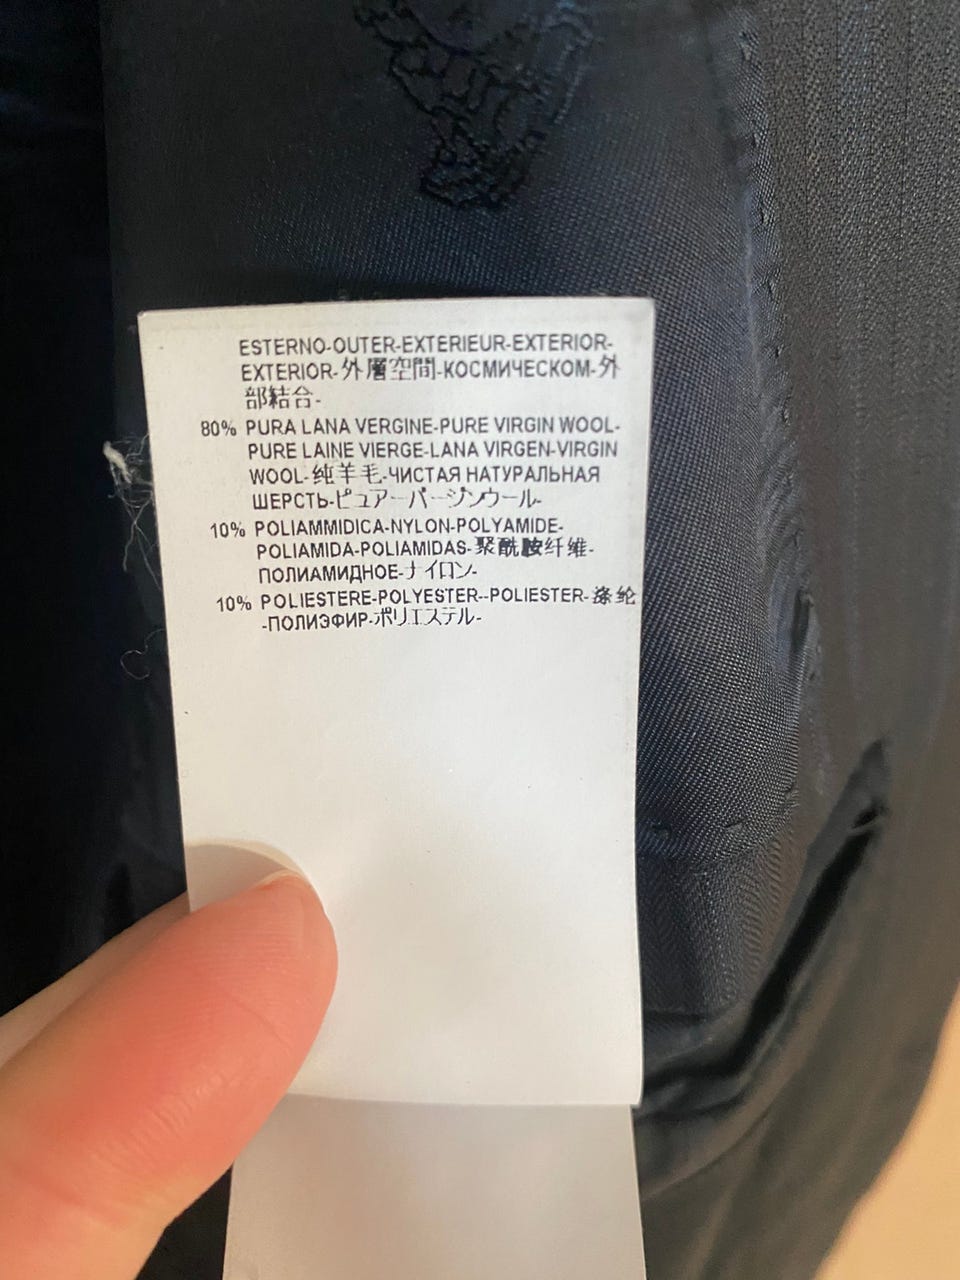 ESTERNO-OUTER-EXTERIEUR-EXTERIOR-
EXTERIOR-外層空間-КОСМИЧЕСКОМ-外
部結合-
80% PURA LANA VERGINE-PURE VIRGIN WOOL-
PURE LAINE VIERGE-LANA VIRGEN-VIRGIN
WOOL-纯羊毛-ЧИСТАЯ НАТУРАЛЬНАЯ
ШЕРСТЬ-ピュアーパージンウール-
10% POLIAMMIDICA-NYLON-POLYAMIDE-
POLIAMIDA-POLIAMIDAS-聚酰胺纤维-
ПОЛИАМИДНОЕ-ナイロン-
10% POLIESTERE-POLYESTER--POLIESTER-涤纶
-ПОЛИЭФИР-ポリエステル-